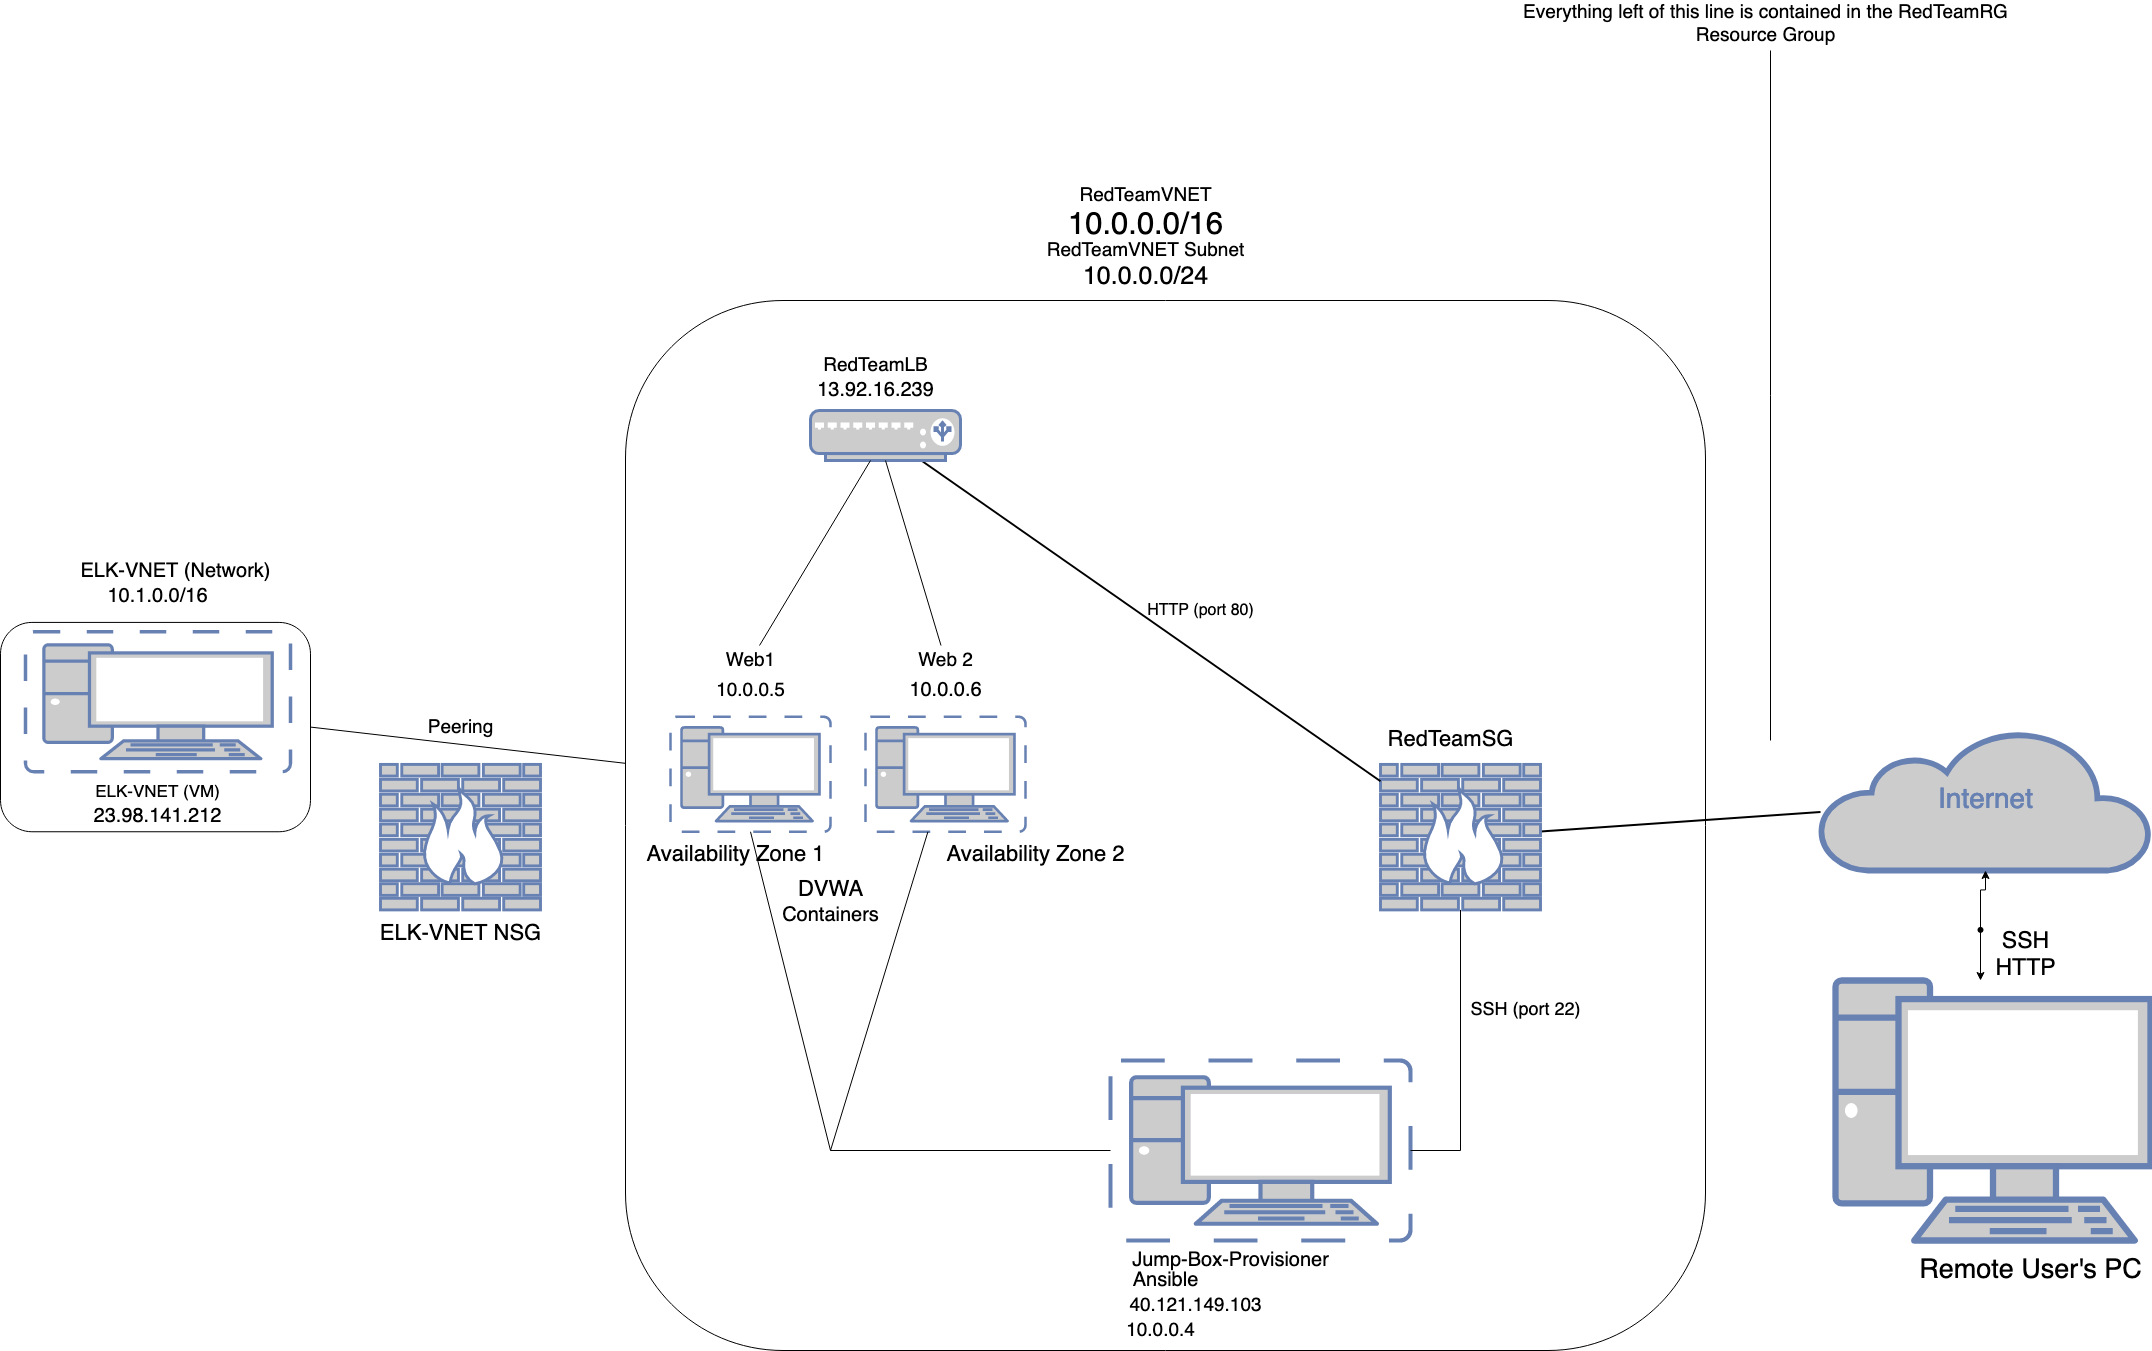 Everything left of this line is contained in the RedTeamRG
Resource Group
RedTeamVNET
10.0.0.0/16
RedTeamVNET Subnet
10.0.0.0/24
RedTeamLB
13.92.16.239
HTTP (port 80)
ELK-VNET (Network)
10.1.0.0/16
ELK-VNET (VM)
23.98.141.212
Peering
ELK-VNET NSG
Web1
10.0.0.5
Web 2
10.0.0.6
Availability Zone 1
Availability Zone 2
DVWA
Containers
RedTeamSG
SSH (port 22)
Jump-Box-Provisioner
Ansible
40.121.149.103
10.0.0.4
Internet
SSH
HTTP
Remote User's PC